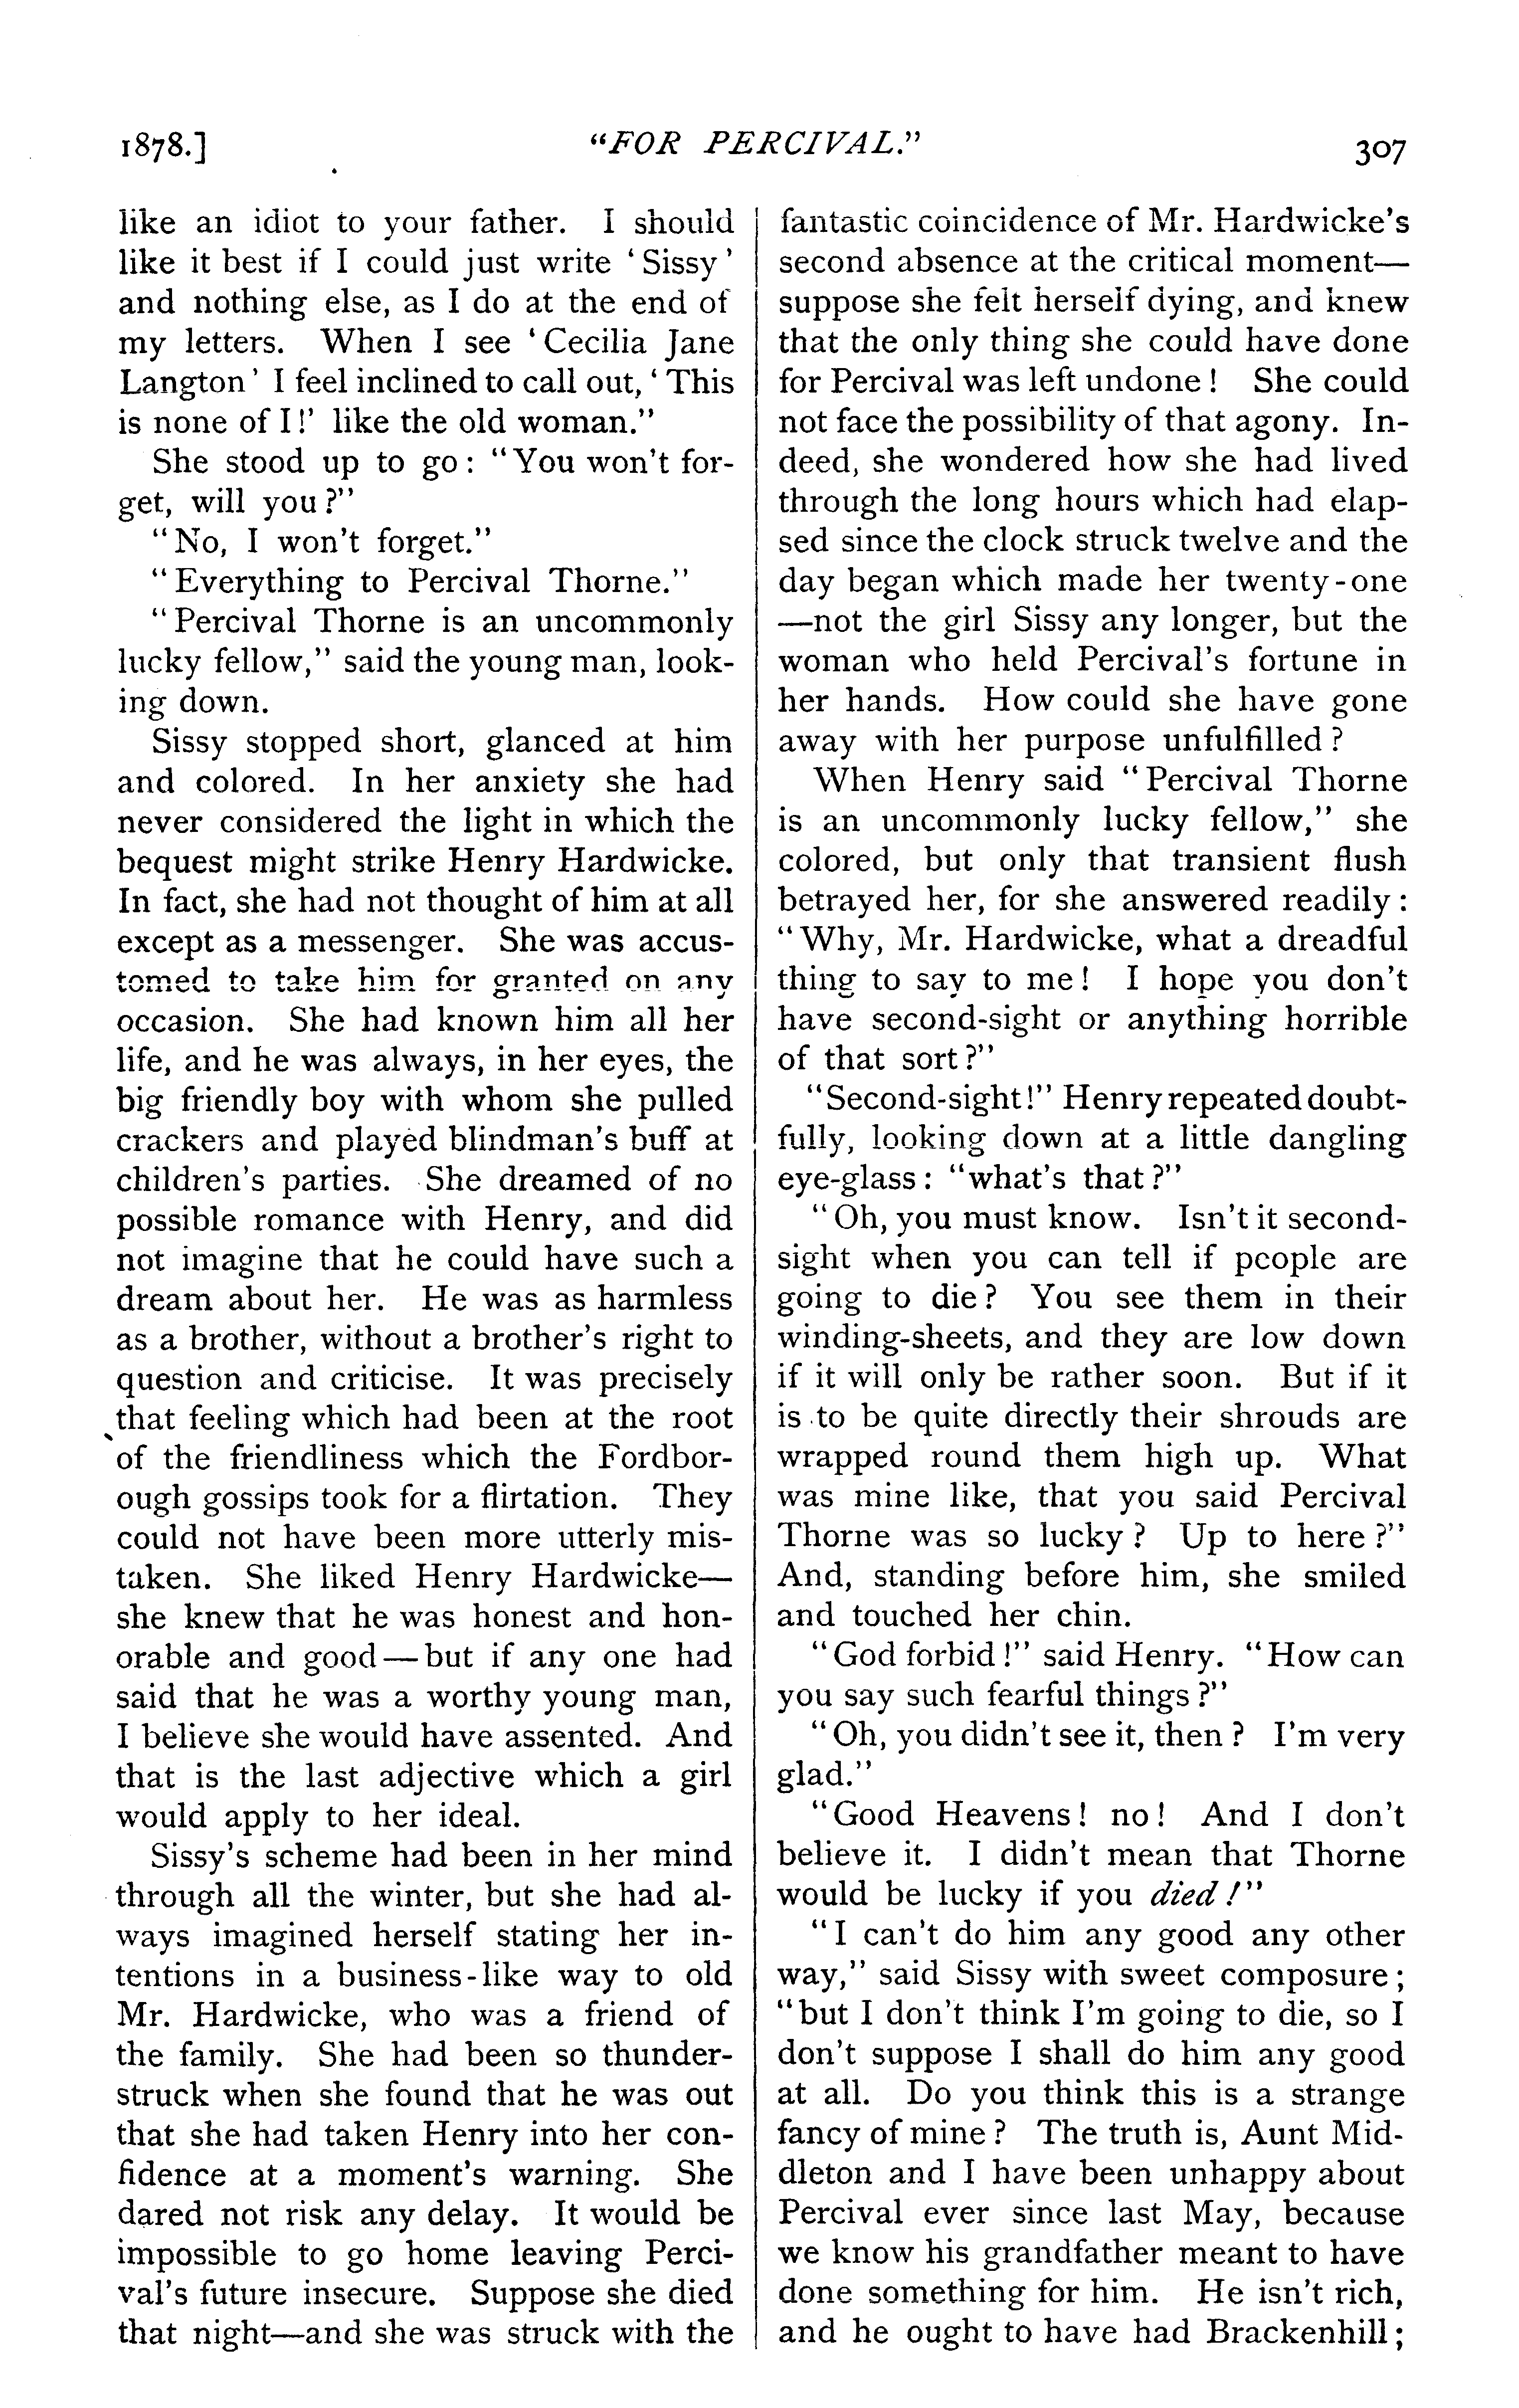 1878.] "FOR PERCIVAL." 307
like an idiot to your father. I should
like it best if I could just write 'Sissy'
and nothing else, as I do at the end of
my letters. When I see 'Cecilia Jane
Langton' I feel inclined to call out, 'This
is none of I!' like the old woman."
She stood up to go: "You won't for-
get, will you?"
"No, I won't forget."
"Everything to Percival Thorne."
"Percival Thorne is an uncommonly
lucky fellow," said the young man, look-
ing down.
Sissy stopped short, glanced at him
and colored. In her anxiety she had
never considered the light in which the
bequest might strike Henry Hardwicke.
In fact, she had not thought of him at all
except as a messenger. She was accus-
tomed to take him for granted on any
occasion. She had known him all her
life, and he was always, in her eyes, the
big friendly boy with whom she pulled
crackers and played blindman's buff at
children's parties. She dreamed of no
possible romance with Henry, and did
not imagine that he could have such a
dream about her. He was as harmless
as a brother, without a brother's right to
question and criticise. It was precisely
that feeling which had been at the root
of the friendliness which the Fordbor-
ough gossips took for a flirtation. They
could not have been more utterly mis-
taken. She liked Henry Hardwicke—
she knew that he was honest and hon-
orable and good—but if any one had
said that he was a worthy young man,
I believe she would have assented. And
that is the last adjective which a girl
would apply to her ideal.
Sissy's scheme had been in her mind
through all the winter, but she had al-
ways imagined herself stating her in-
tentions in a business-like way to old
Mr. Hardwicke, who was a friend of
the family. She had been so thunder-
struck when she found that he was out
that she had taken Henry into her con-
fidence at a moment's warning. She
dared not risk any delay. It would be
impossible to go home leaving Perci-
val's future insecure. Suppose she died
that night—and she was struck with the
fantastic coincidence of Mr. Hardwicke's
second absence at the critical moment—
suppose she felt herself dying, and knew
that the only thing she could have done
for Percival was left undone! She could
not face the possibility of that agony. In-
deed, she wondered how she had lived
through the long hours which had elap-
sed since the clock struck twelve and the
day began which made her twenty-one
—not the girl Sissy any longer, but the
woman who held Percival's fortune in
her hands. How could she have gone
away with her purpose unfulfilled?
When Henry said "Percival Thorne
is an uncommonly lucky fellow," she
colored, but only that transient flush
betrayed her, for she answered readily:
"Why, Mr. Hardwicke, what a dreadful
thing to say to me! I hope you don't
have second-sight or anything horrible
of that sort?"
"Second-sight!" Henry repeated doubt-
fully, looking down at a little dangling
eye-glass: "what's that?"
"Oh, you must know. Isn't it second-
sight when you can tell if people are
going to die? You see them in their
winding-sheets, and they are low down
if it will only be rather soon. But if it
is to be quite directly their shrouds are
wrapped round them high up. What
was mine like, that you said Percival
Thorne was so lucky? Up to here?"
And, standing before him, she smiled
and touched her chin.
"God forbid!" said Henry. "How can
you say such fearful things?"
"Oh, you didn't see it, then? I'm very
glad."
"Good Heavens! no! And I don't
believe it. I didn't mean that Thorne
would be lucky if you died!"
"I can't do him any good any other
way," said Sissy with sweet composure;
"but I don't think I'm going to die, so I
don't suppose I shall do him any good
at all. Do you think this is a strange
fancy of mine? The truth is, Aunt Mid-
dleton and I have been unhappy about
Percival ever since last May, because
we know his grandfather meant to have
done something for him. He isn't rich,
and he ought to have had Brackenhill;